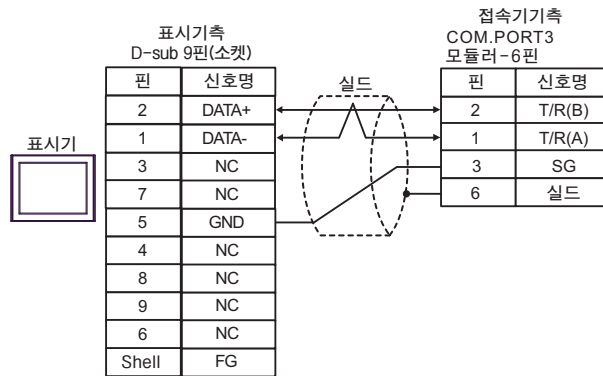 표시기측
D-sub 9핀(소켓)
접속기기측
COM.PORT3
모듈러-6핀
표시기
실드
핀 신호명
2 DATA+
1 DATA-
3 NC
7 NC
5 GND
4 NC
8 NC
9 NC
6 NC
Shell FG
핀 신호명
2 T/R(B)
1 T/R(A)
3 SG
6 실드